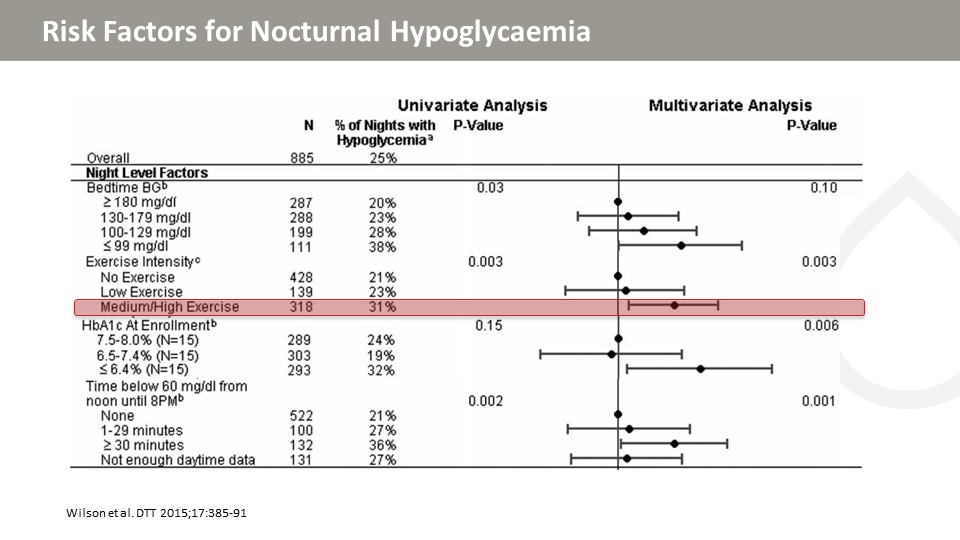 Risk Factors for Nocturnal Hypoglycaemia
Univariate Analysis Multivariate Analysis
N % of Nights with P-Value P-Value
Hypoglycemiaᵃ
Overall 885 25%
Night Level Factors
Bedtime BGᵇ 0.03 0.10
≥ 180 mg/dl 287 20%
130-179 mg/dl 288 23%
100-129 mg/dl 199 28%
≤ 99 mg/dl 111 38%
Exercise Intensityᶜ 0.003 0.003
No Exercise 428 21%
Low Exercise 139 23%
Medium/High Exercise 318 31%
HbA1c At Enrollmentᵇ 0.15 0.006
7.5-8.0% (N=15) 289 24%
6.5-7.4% (N=15) 303 19%
≤ 6.4% (N=15) 293 32%
Time below 60 mg/dl from
noon until 8PMᵇ 0.002 0.001
None 522 21%
1-29 minutes 100 27%
≥ 30 minutes 132 36%
Not enough daytime data 131 27%
Wilson et al. DTT 2015;17:385-91